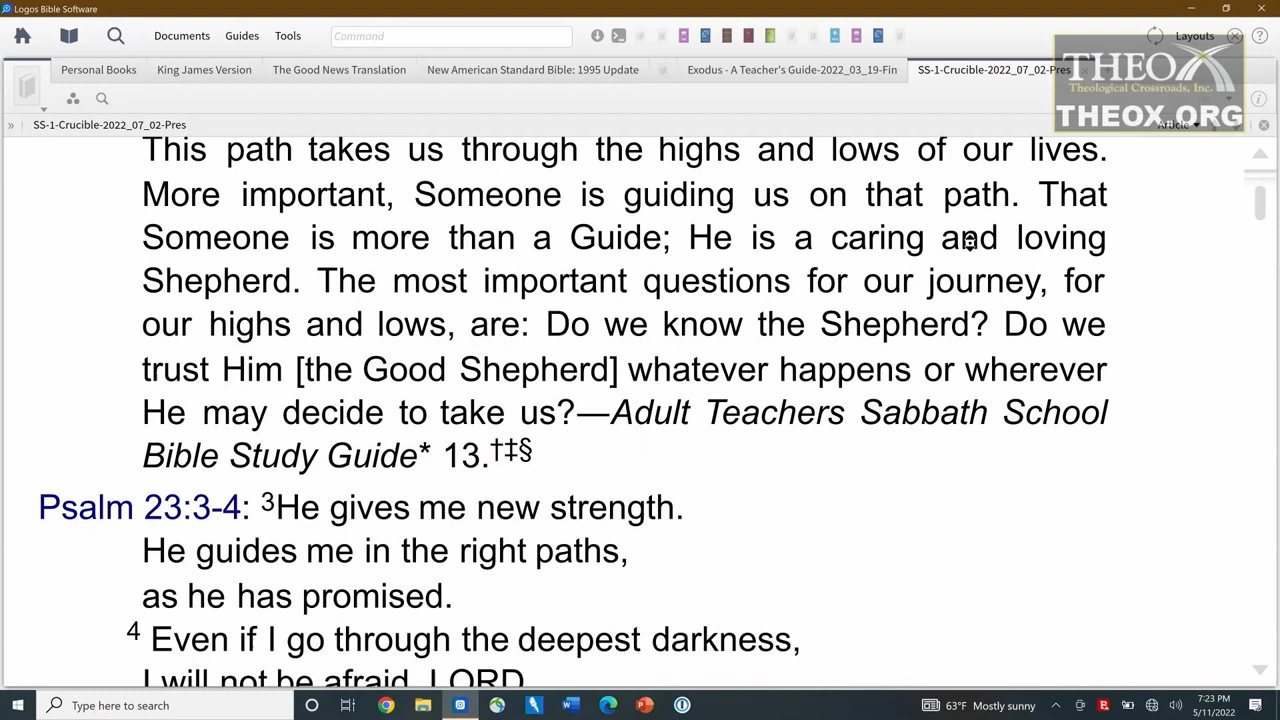 Logos Bible Software
Documents Guides Tools Command Layouts
Personal Books King James Version The Good News New American Standard Bible: 1995 Update Exodus - A Teacher's Guide-2022_03_19-Fin SS-1-Crucible-2022_07_02-Pres
THEOX
Theological Crossroads, Inc.
THEOX.ORG
SS-1-Crucible-2022_07_02-Pres Article
This path takes us through the highs and lows of our lives.
More important, Someone is guiding us on that path. That
Someone is more than a Guide; He is a caring and loving
Shepherd. The most important questions for our journey, for
our highs and lows, are: Do we know the Shepherd? Do we
trust Him [the Good Shepherd] whatever happens or wherever
He may decide to take us?—Adult Teachers Sabbath School
Bible Study Guide* 13.†‡§
Psalm 23:3-4: 3He gives me new strength.
He guides me in the right paths,
as he has promised.
4 Even if I go through the deepest darkness,
I will not be afraid, LORD
Type here to search 63°F Mostly sunny 7:23 PM
5/11/2022